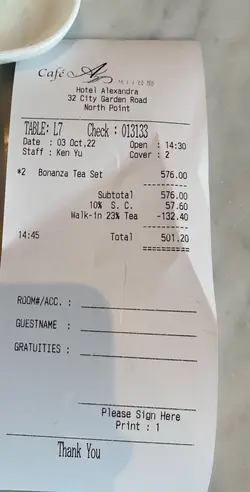 Café A
Hotel Alexandra
32 City Garden Road
North Point
TABLE: L7 Check : 013133
Date : 03 Oct,22 Open : 14:30
Staff : Ken Yu Cover : 2
*2 Bonanza Tea Set 576.00
Subtotal 576.00
10% S. C. 57.60
Walk-in 23% Tea -132.40
14:45 Total 501.20
==========
ROOM#/ACC. :
GUESTNAME :
GRATUITIES :
Please Sign Here
Print : 1
Thank You